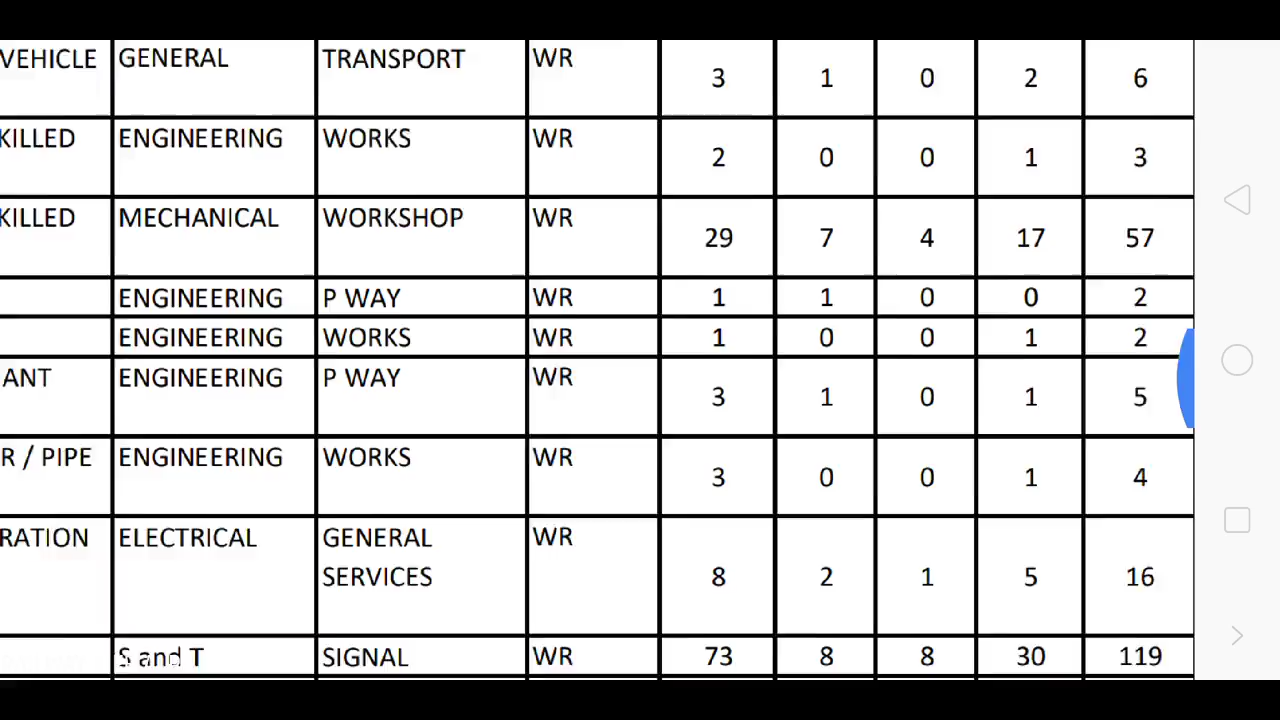 VEHICLE GENERAL TRANSPORT WR 3 1 0 2 6
KILLED ENGINEERING WORKS WR 2 0 0 1 3
KILLED MECHANICAL WORKSHOP WR 29 7 4 17 57
ENGINEERING P WAY WR 1 1 0 0 2
ENGINEERING WORKS WR 1 0 0 1 2
ANT ENGINEERING P WAY WR 3 1 0 1 5
R / PIPE ENGINEERING WORKS WR 3 0 0 1 4
RATION ELECTRICAL GENERAL SERVICES WR 8 2 1 5 16
S and T SIGNAL WR 73 8 8 30 119